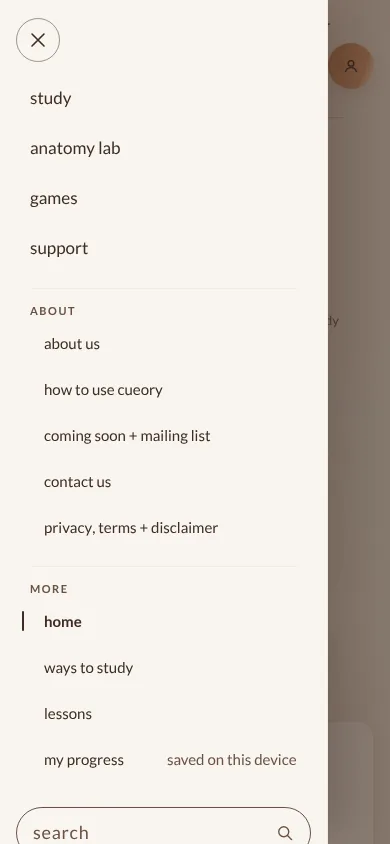 study
anatomy lab
games
support
ABOUT
about us
how to use cueory
coming soon + mailing list
contact us
privacy, terms + disclaimer
MORE
home
ways to study
lessons
my progress saved on this device
search